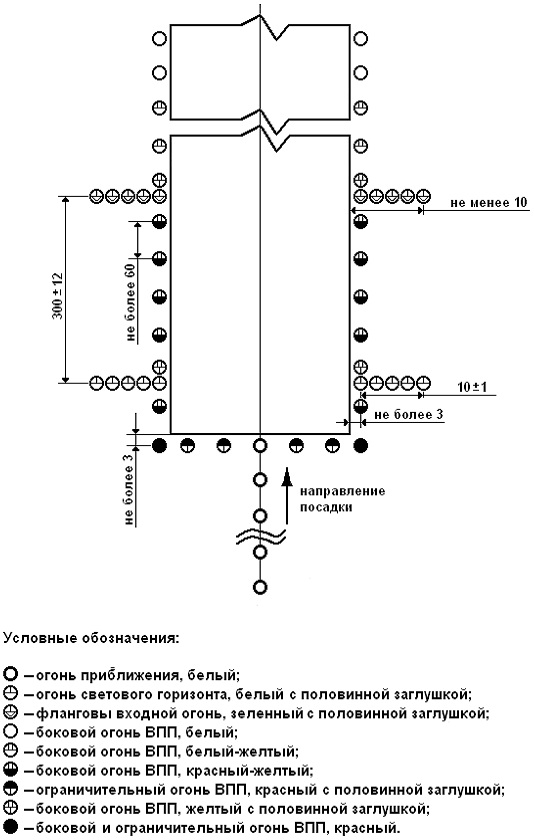 не менее 10
300±12
не более 60
10±1
не более 3
не более 3
направление
посадки
Условные обозначения:
–огонь приближения, белый;
–огонь светового горизонта, белый с половинной заглушкой;
–фланговы входной огонь, зеленный с половинной заглушкой;
–боковой огонь ВПП, белый;
–боковой огонь ВПП, белый-желтый;
–боковой огонь ВПП, красный-желтый;
–ограничительный огонь ВПП, красный с половинной заглушкой;
–боковой огонь ВПП, желтый с половинной заглушкой;
–боковой и ограничительный огонь ВПП, красный.